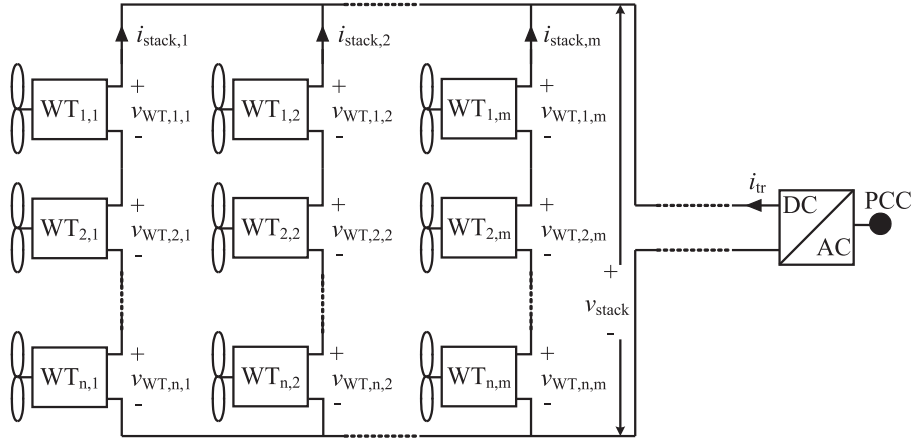 i_stack,1 i_stack,2 i_stack,m
+ + +
WT_1,1 v_WT,1,1 WT_1,2 v_WT,1,2 WT_1,m v_WT,1,m
- - -
i_tr
PCC
+ + + DC
WT_2,1 v_WT,2,1 WT_2,2 v_WT,2,2 WT_2,m v_WT,2,m
AC
- - -
+
v_stack
-
+ + +
WT_n,1 v_WT,n,1 WT_n,2 v_WT,n,2 WT_n,m v_WT,n,m
- - -